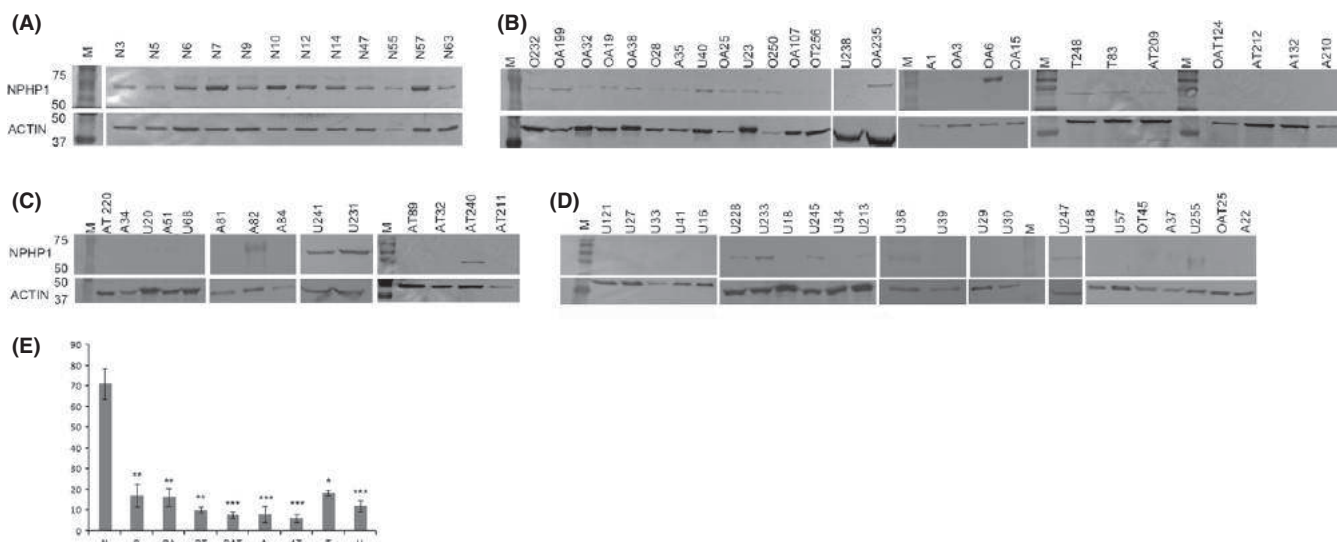 (A)
M N3 N5 N6 N7 N9 N10 N12 N14 N47 N55 N57 N63
75
NPHP1
50
50
ACTIN
37
(B)
M O232 OA199 OA32 OA19 OA38 O28 A35 U40 OA25 U23 O250 OA107 OT256 U238 OA235 M A1 OA3 OA6 OA15 M T248 T83 AT209 M OAT124 AT212 A132 A210
(C)
M AT 220 A34 U20 A51 U68 A81 A82 A84 U241 U231 M AT89 AT32 AT240 AT211
75
NPHP1
50
50
ACTIN
37
(D)
M U121 U27 U33 U41 U16 U228 U233 U18 U245 U34 U213 U36 U39 U29 U30 M U247 U48 U57 OT45 A37 U255 OAT25 A22
(E)
90
80
70
60
50
40
30
20
10
0
** ** ** *** *** *** * ***